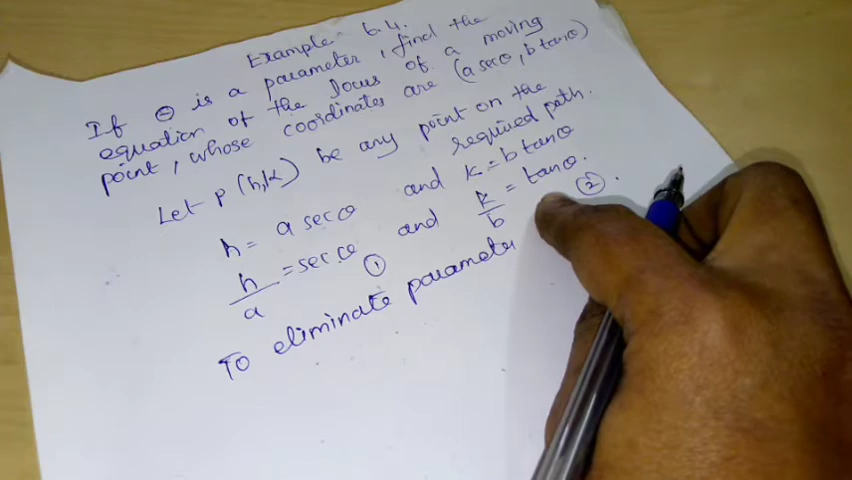 Example 6.4.
If θ is a parameter, find the
equation of the locus of a moving
point, whose coordinates are (a secθ, b tanθ)
Let P (h,k) be any point on the
required path.
h = a secθ and k = b tanθ
h/a = secθ ① and k/b = tanθ. ②.
To eliminate parameter